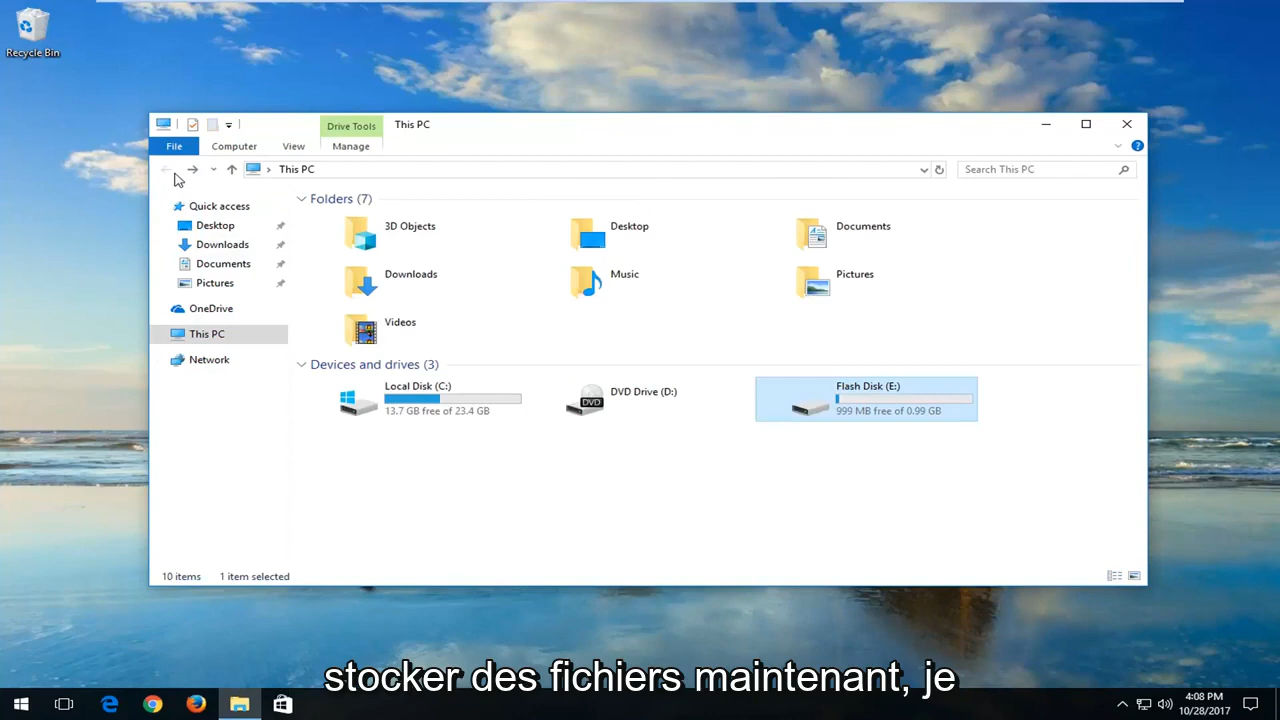 Recycle Bin
Drive Tools
This PC
File
Computer
View
Manage
This PC
Search This PC
Quick access
Desktop
Downloads
Documents
Pictures
OneDrive
This PC
Network
Folders (7)
3D Objects
Desktop
Documents
Downloads
Music
Pictures
Videos
Devices and drives (3)
Local Disk (C:)
13.7 GB free of 23.4 GB
DVD
DVD Drive (D:)
Flash Disk (E:)
999 MB free of 0.99 GB
10 items
1 item selected
stocker des fichiers maintenant, je
4:08 PM
10/28/2017